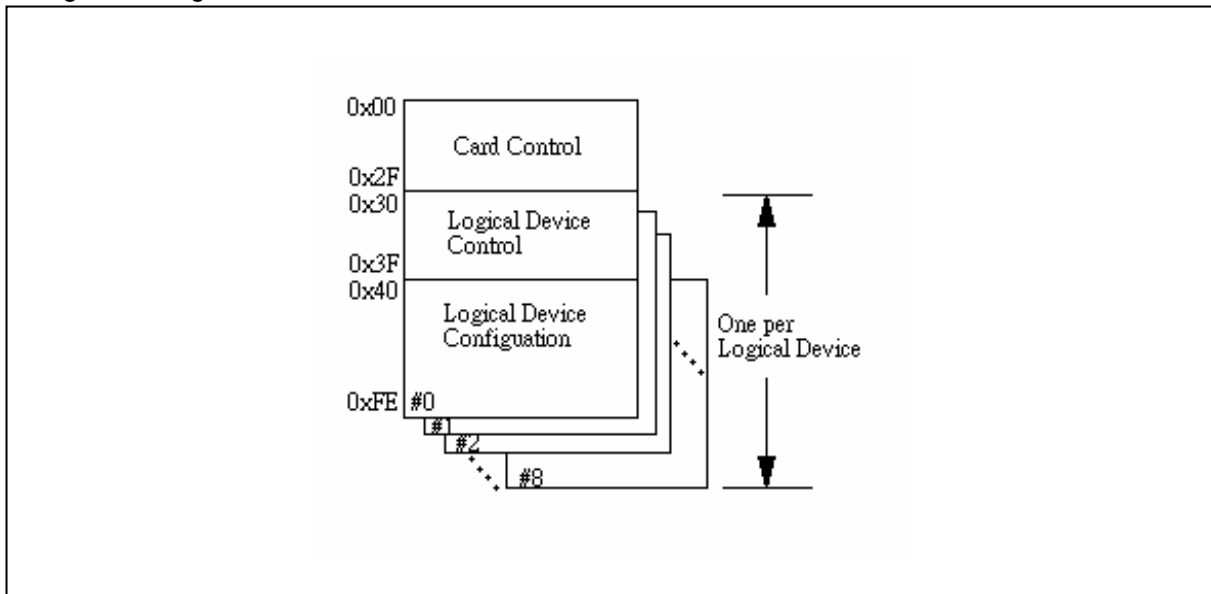 0x00
Card Control
0x2F
0x30
Logical Device
Control
0x3F
0x40
Logical Device
Configuation
0xFE
#0
#1
#2
#8
One per
Logical Device